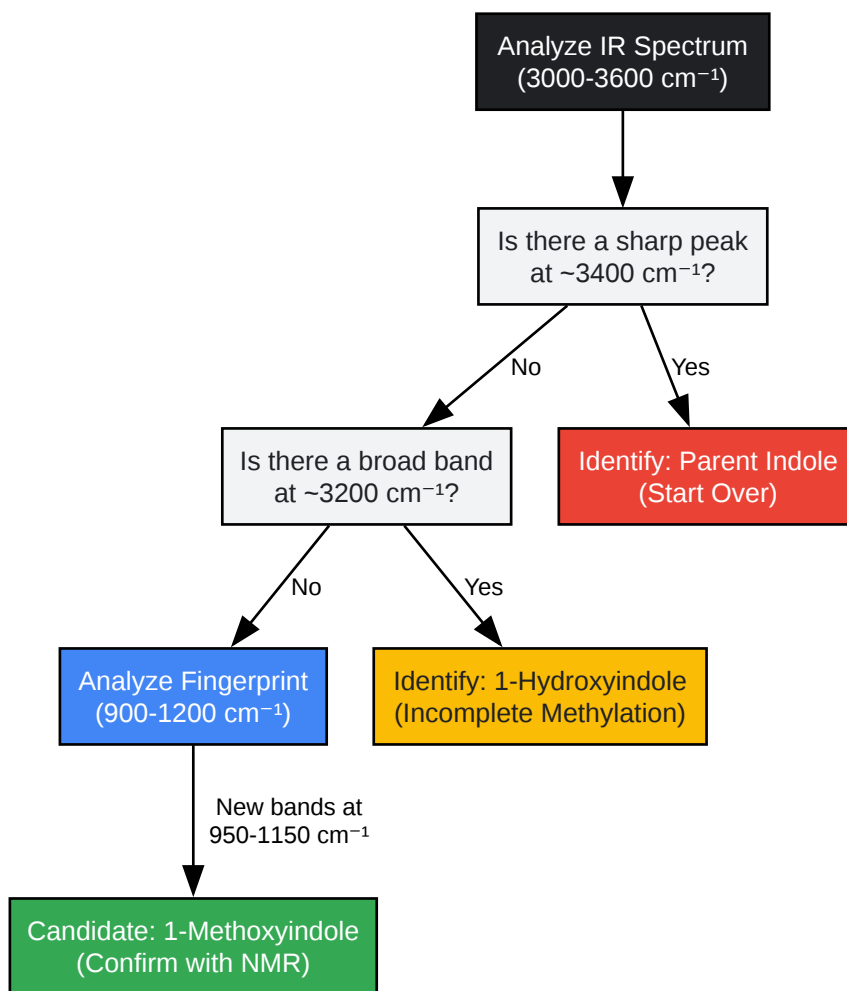 Analyze IR Spectrum
(3000-3600 cm⁻¹)
Is there a sharp peak
at ~3400 cm⁻¹?
No
Yes
Is there a broad band
at ~3200 cm⁻¹?
Identify: Parent Indole
(Start Over)
No
Yes
Analyze Fingerprint
(900-1200 cm⁻¹)
Identify: 1-Hydroxyindole
(Incomplete Methylation)
New bands at
950-1150 cm⁻¹
Candidate: 1-Methoxyindole
(Confirm with NMR)